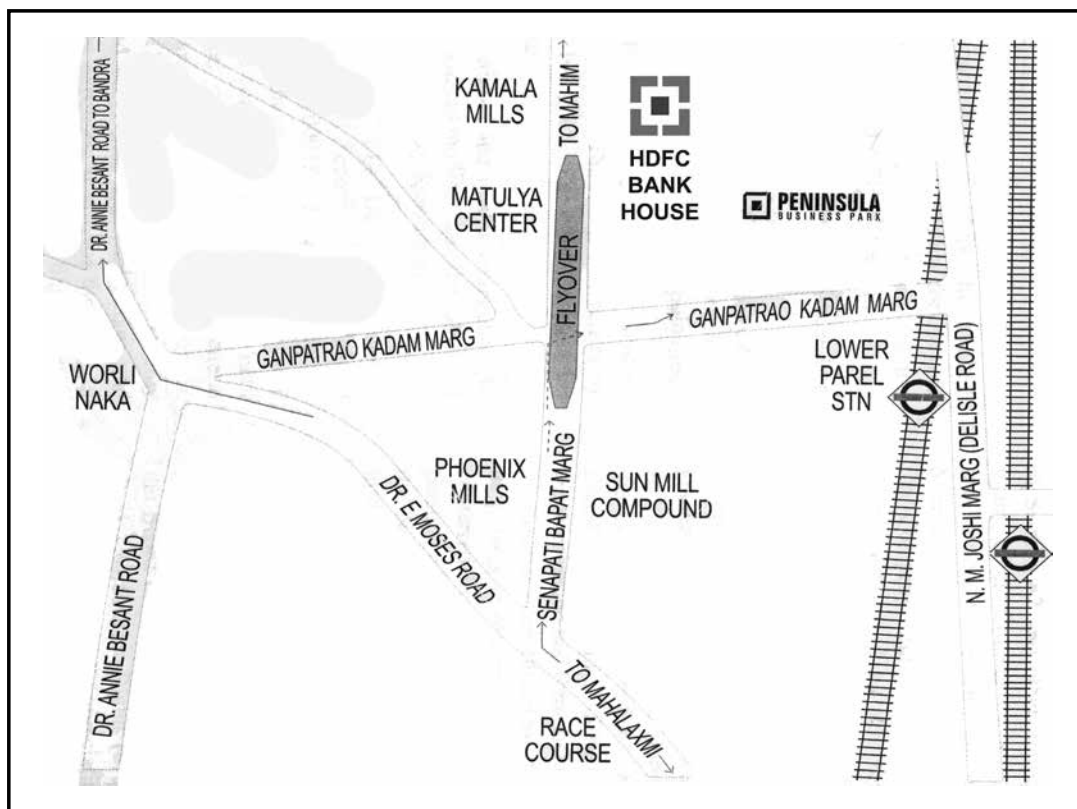 DR. ANNIE BESANT ROAD TO BANDRA
KAMALA
MILLS
TO MAHIM
HDFC
BANK
HOUSE
MATULYA
CENTER
PENINSULA
BUSINESS PARK
FLYOVER
GANPATRAO KADAM MARG
GANPATRAO KADAM MARG
WORLI
NAKA
LOWER
PAREL
STN
N. M. JOSHI MARG (DELISLE ROAD)
PHOENIX
MILLS
SUN MILL
COMPOUND
DR. E MOSES ROAD
SENAPATI BAPAT MARG
DR. ANNIE BESANT ROAD
TO MAHALAXMI
RACE
COURSE